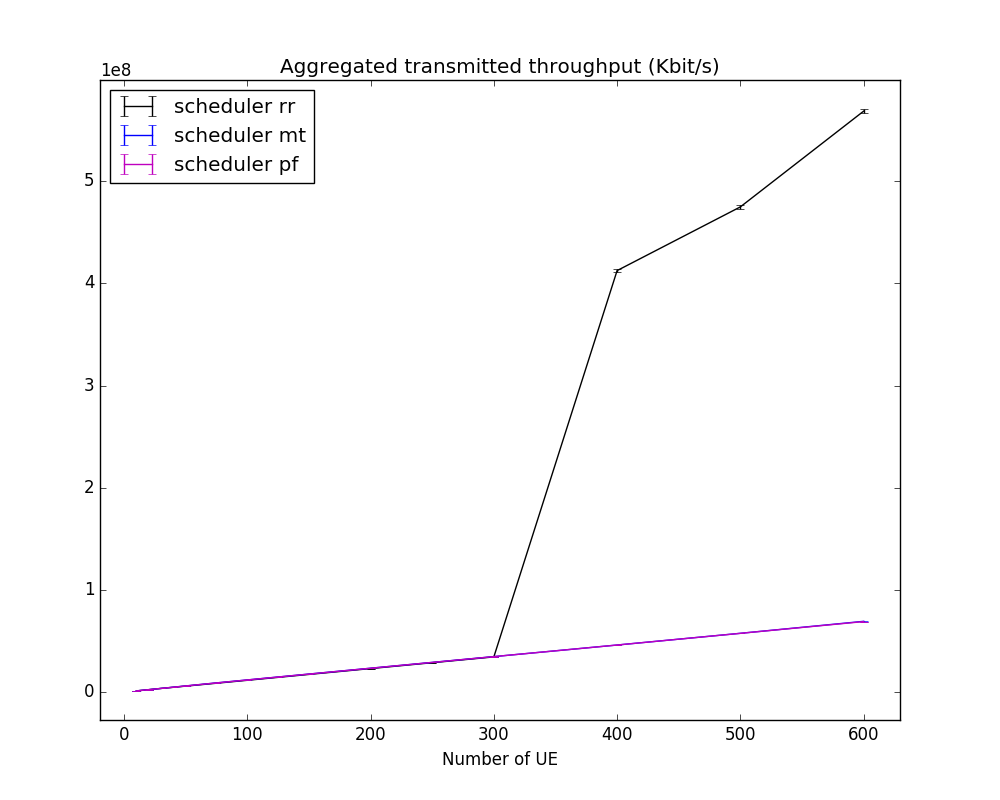 Aggregated transmitted throughput (Kbit/s)
1e8
scheduler rr
scheduler mt
scheduler pf
5
4
3
2
1
0
0 100 200 300 400 500 600
Number of UE